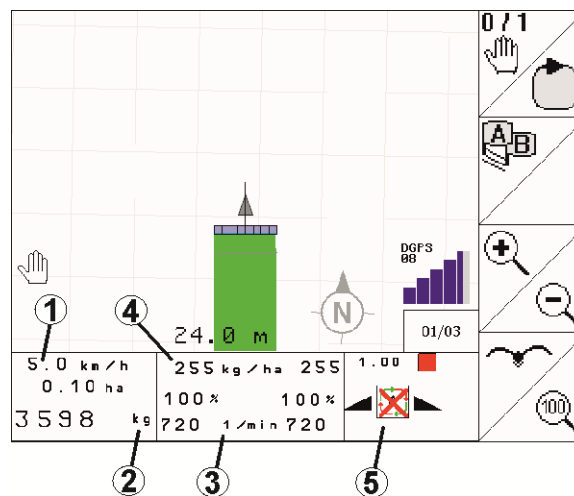 0/1
A B
DGPS
08
N
1
4
24.0 m
01/03
5.0 km/h
0.10 ha
3598 kg
255 kg/ha 255
100% 100%
720 1/min 720
1.00
100
2
3
5